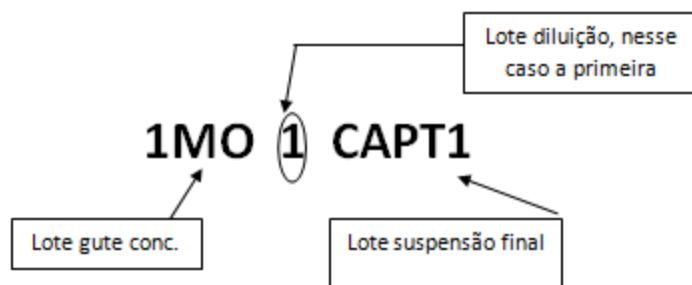 Lote diluição, nesse
caso a primeira
1MO 1 CAPT1
Lote gute conc.
Lote suspensão final